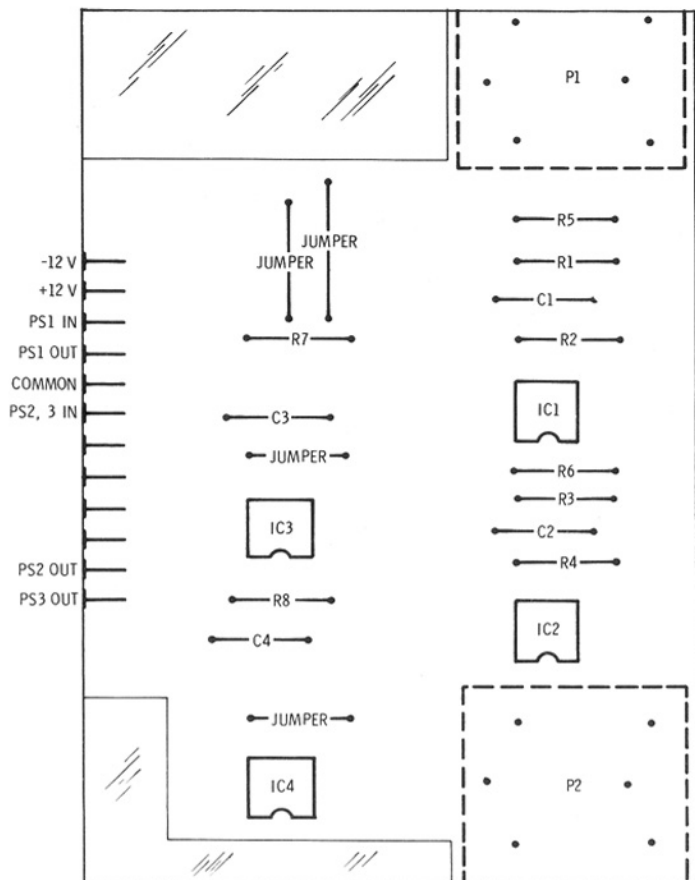 P1
R5
JUMPER
-12 V
JUMPER
R1
+12 V
C1
PS1 IN
R7
R2
PS1 OUT
COMMON
PS2, 3 IN
C3
IC1
JUMPER
R6
R3
IC3
C2
R4
PS2 OUT
PS3 OUT
R8
IC2
C4
JUMPER
IC4
P2